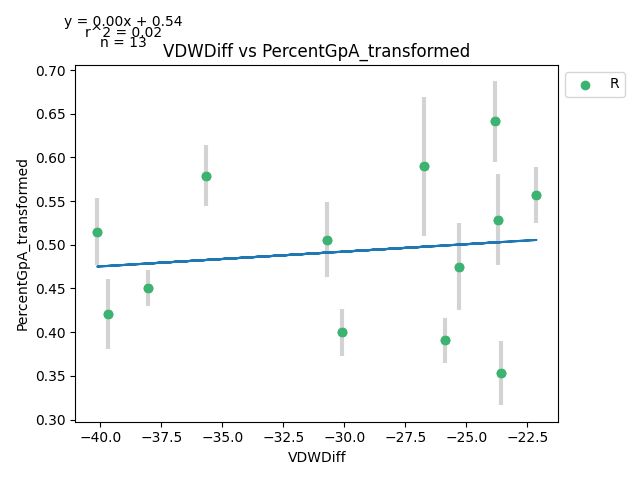 y = 0.00x + 0.54
r^2 = 0.02
n = 13
VDWDiff vs PercentGpA_transformed
R
PercentGpA_transformed
0.70
0.65
0.60
0.55
0.50
0.45
0.40
0.35
0.30
−40.0 −37.5 −35.0 −32.5 −30.0 −27.5 −25.0 −22.5
VDWDiff